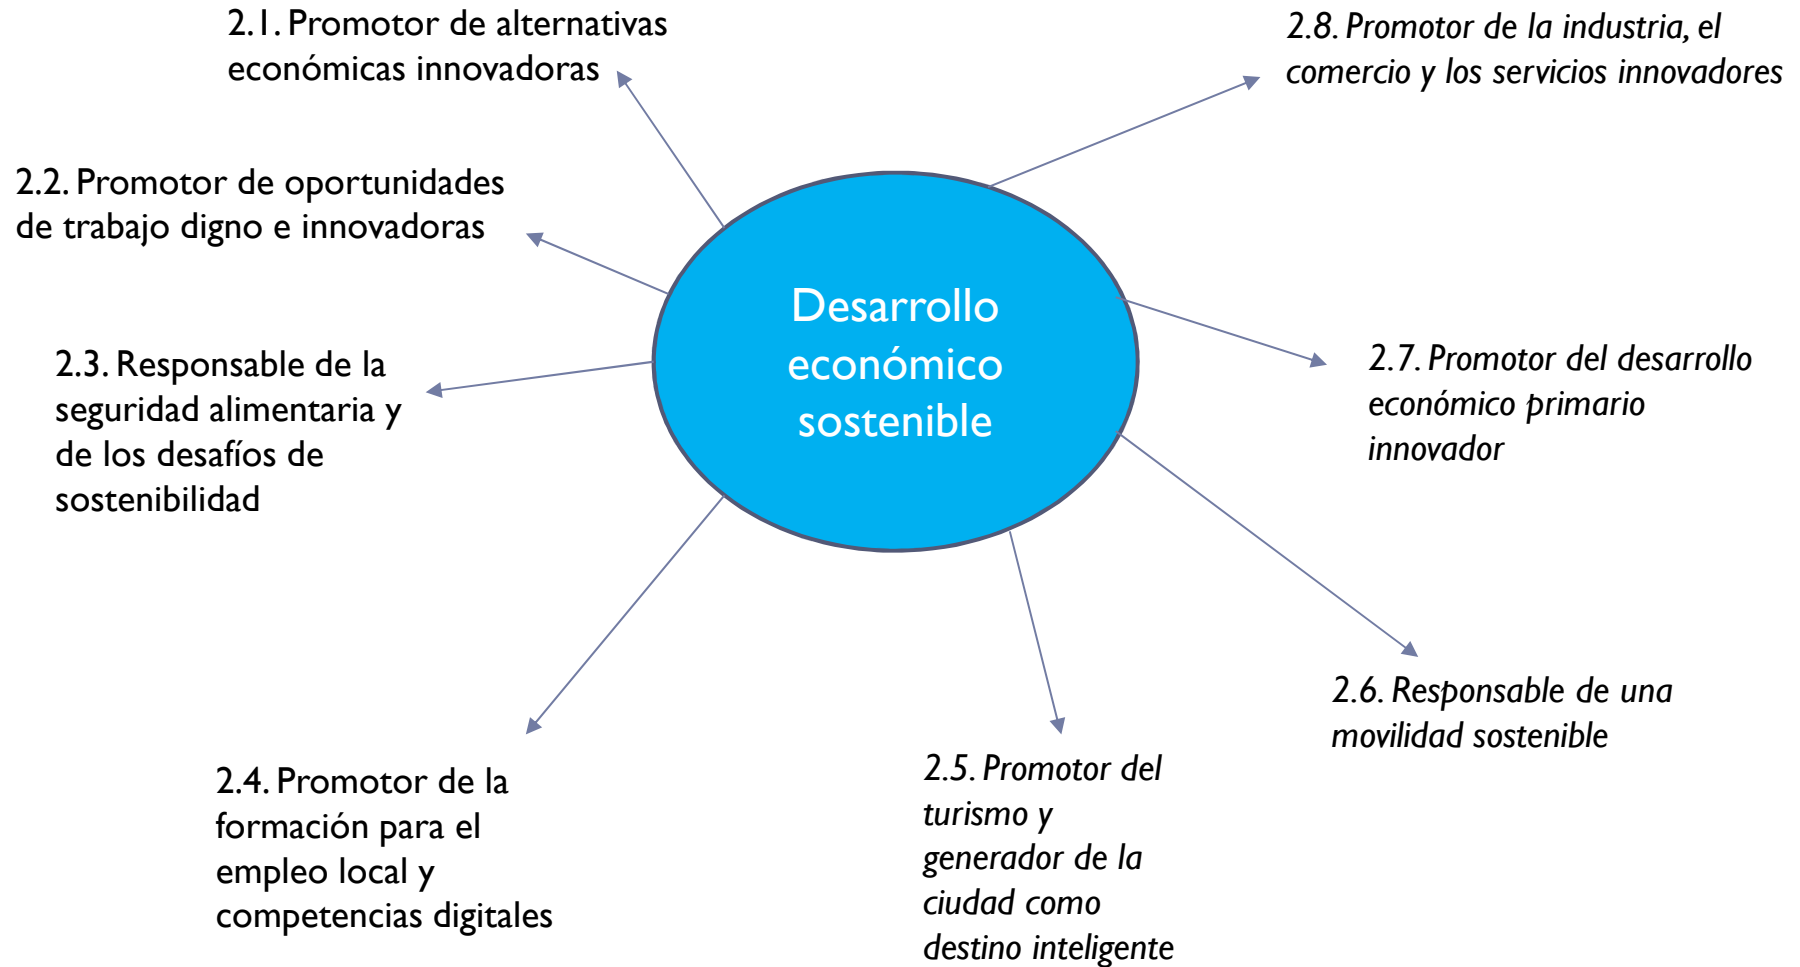 2.1. Promotor de alternativas
económicas innovadoras
2.2. Promotor de oportunidades
de trabajo digno e innovadoras
2.3. Responsable de la
seguridad alimentaria y
de los desafíos de
sostenibilidad
2.4. Promotor de la
formación para el
empleo local y
competencias digitales
Desarrollo
económico
sostenible
2.5. Promotor del
turismo y
generador de la
ciudad como
destino inteligente
2.6. Responsable de una
movilidad sostenible
2.7. Promotor del desarrollo
económico primario
innovador
2.8. Promotor de la industria, el
comercio y los servicios innovadores